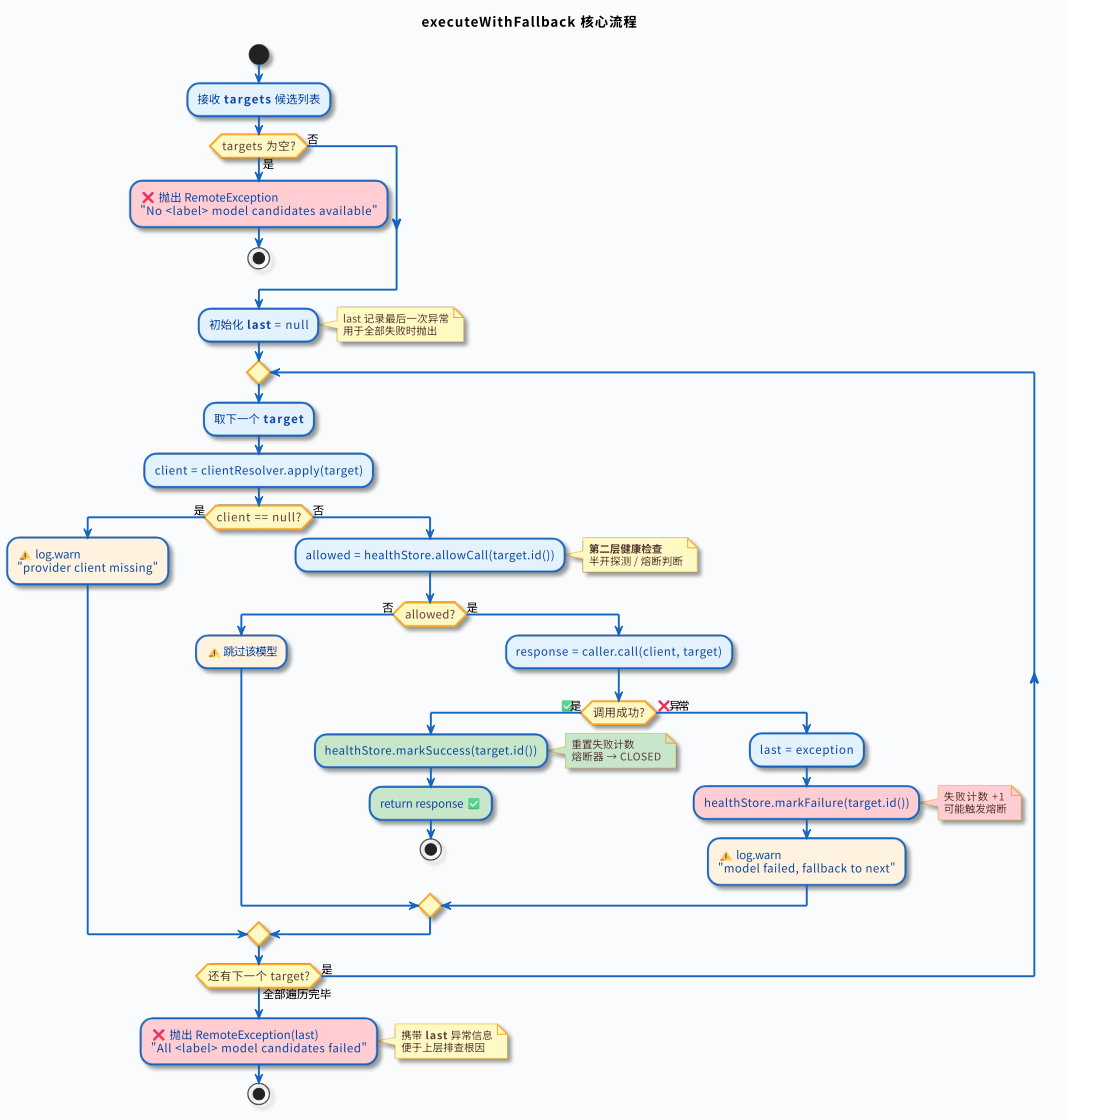 executeWithFallback 核心流程
接收 targets 候选列表
targets 为空?
否
是
❌ 抛出 RemoteException
"No <label> model candidates available"
初始化 last = null
last 记录最后一次异常
用于全部失败时抛出
取下一个 target
client = clientResolver.apply(target)
是
client == null?
否
⚠️ log.warn
"provider client missing"
allowed = healthStore.allowCall(target.id())
第二层健康检查
半开探测 / 熔断判断
否
allowed?
是
⚠️ 跳过该模型
response = caller.call(client, target)
✅是
调用成功?
❌异常
healthStore.markSuccess(target.id())
重置失败计数
熔断器 → CLOSED
last = exception
return response ✅
healthStore.markFailure(target.id())
失败计数 +1
可能触发熔断
⚠️ log.warn
"model failed, fallback to next"
还有下一个 target?
是
全部遍历完毕
❌ 抛出 RemoteException(last)
"All <label> model candidates failed"
携带 last 异常信息
便于上层排查根因